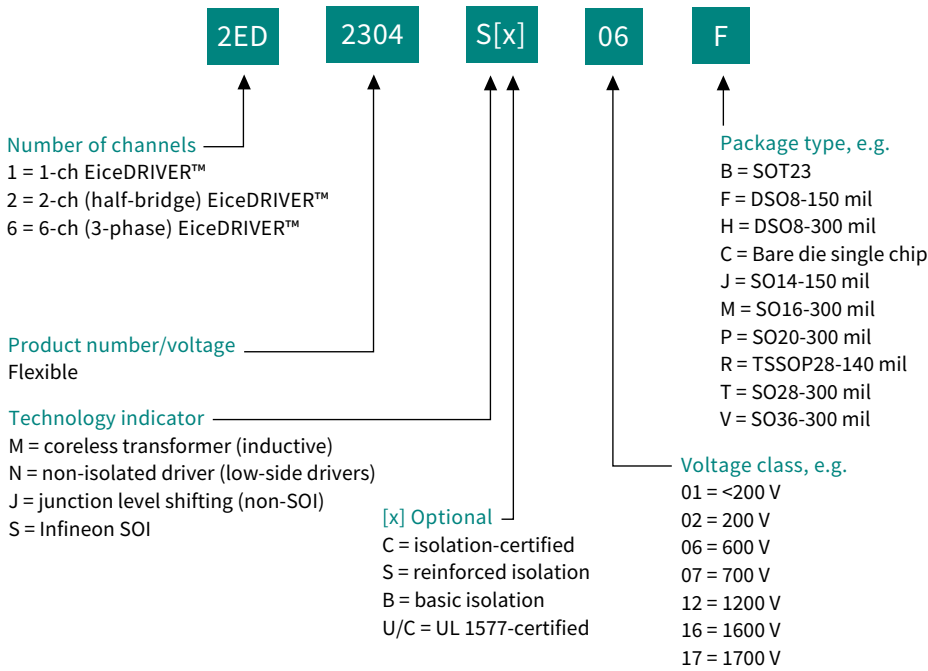 2ED 2304 S[x] 06 F
Number of channels
1 = 1-ch EiceDRIVER™
2 = 2-ch (half-bridge) EiceDRIVER™
6 = 6-ch (3-phase) EiceDRIVER™
Product number/voltage
Flexible
Technology indicator
M = coreless transformer (inductive)
N = non-isolated driver (low-side drivers)
J = junction level shifting (non-SOI)
S = Infineon SOI
[x] Optional
C = isolation-certified
S = reinforced isolation
B = basic isolation
U/C = UL 1577-certified
Package type, e.g.
B = SOT23
F = DSO8-150 mil
H = DSO8-300 mil
C = Bare die single chip
J = SO14-150 mil
M = SO16-300 mil
P = SO20-300 mil
R = TSSOP28-140 mil
T = SO28-300 mil
V = SO36-300 mil
Voltage class, e.g.
01 = <200 V
02 = 200 V
06 = 600 V
07 = 700 V
12 = 1200 V
16 = 1600 V
17 = 1700 V